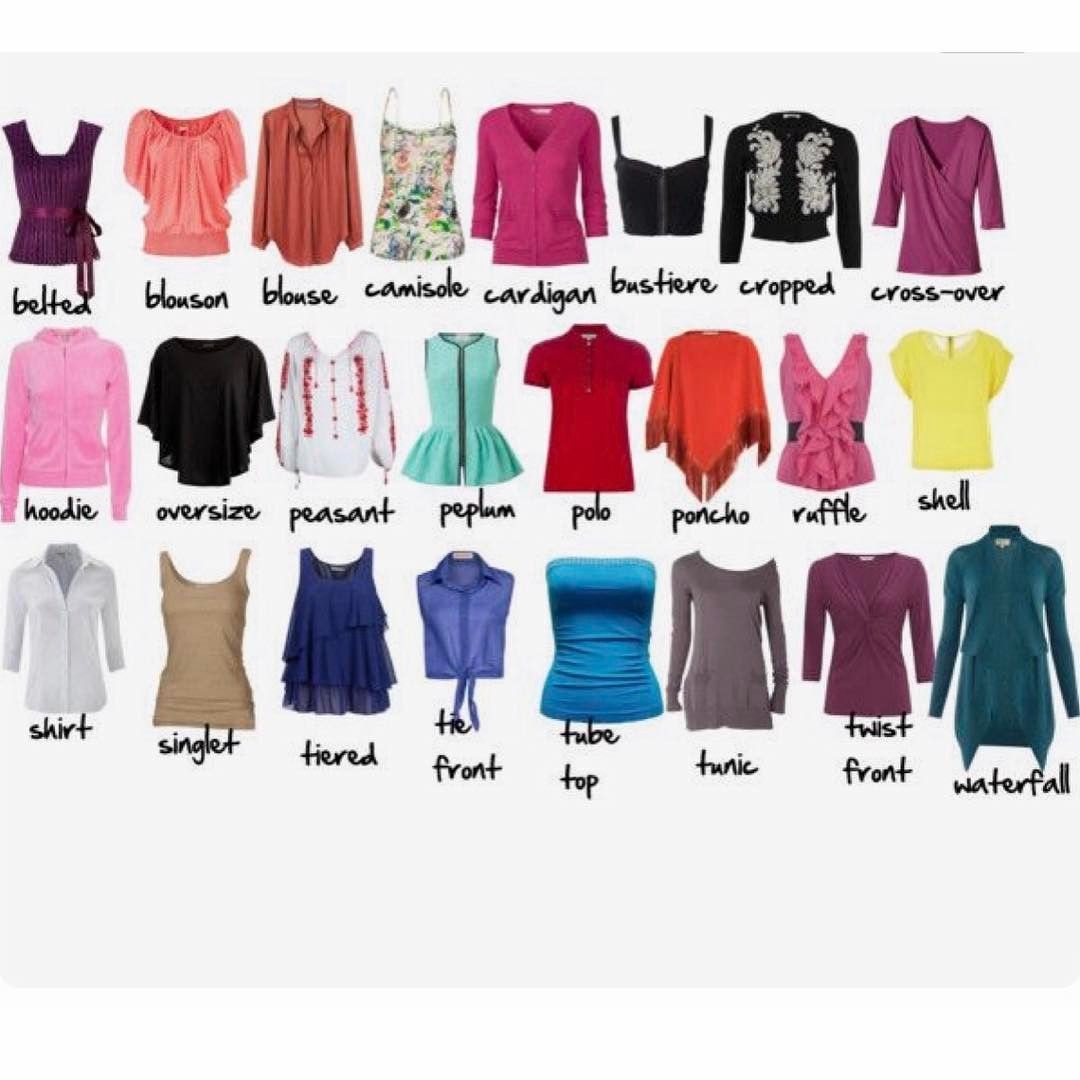 belted blouson blouse camisole cardigan bustiere cropped cross-over
hoodie oversize peasant peplum polo poncho ruffle shell
shirt singlet tiered tie front tube top tunic twist front waterfall